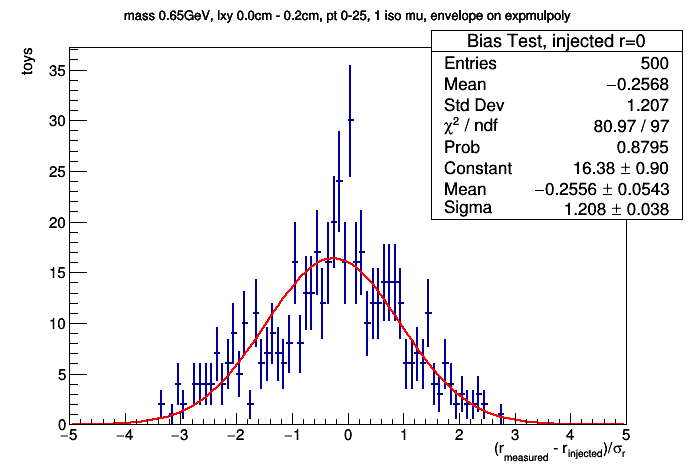 mass 0.65GeV, lxy 0.0cm - 0.2cm, pt 0-25, 1 iso mu, envelope on expmulpoly
Bias Test, injected r=0
Entries 500
Mean −0.2568
Std Dev 1.207
χ² / ndf 80.97 / 97
Prob 0.8795
Constant 16.38 ± 0.90
Mean −0.2556 ± 0.0543
Sigma 1.208 ± 0.038
toys
35
30
25
20
15
10
5
0
−5 −4 −3 −2 −1 0 1 2 3 4 5
(r_measured - r_injected)/σ_r